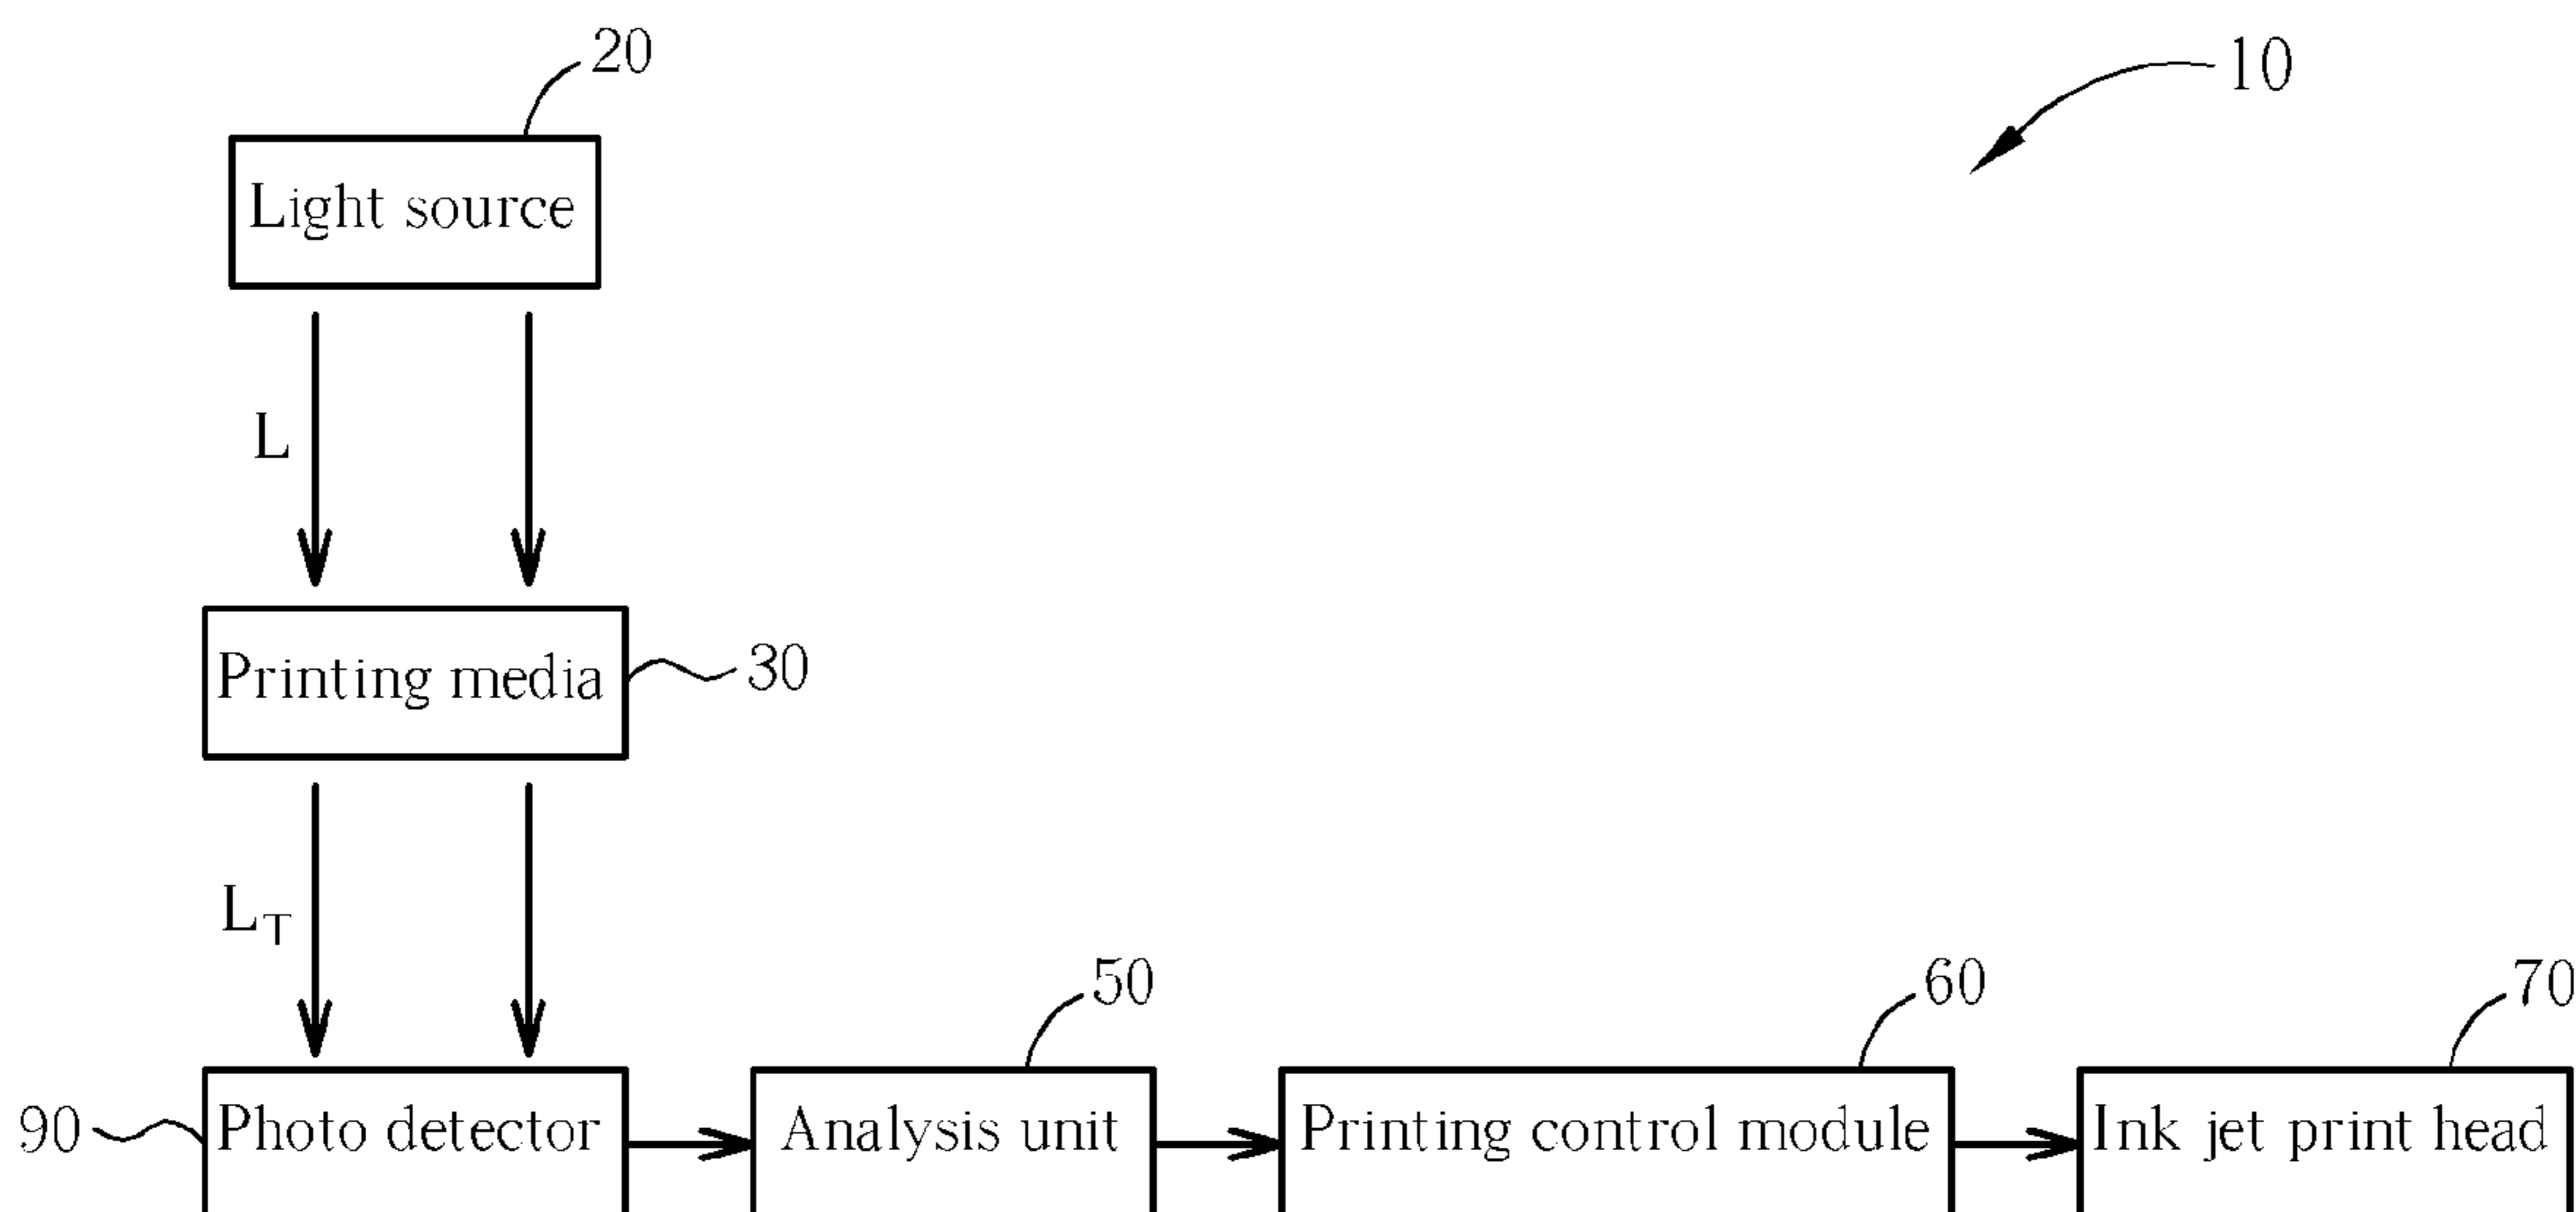 20
10
Light source
L
Printing media
30
LT
50
60
70
90
Photo detector
Analysis unit
Printing control module
Ink jet print head